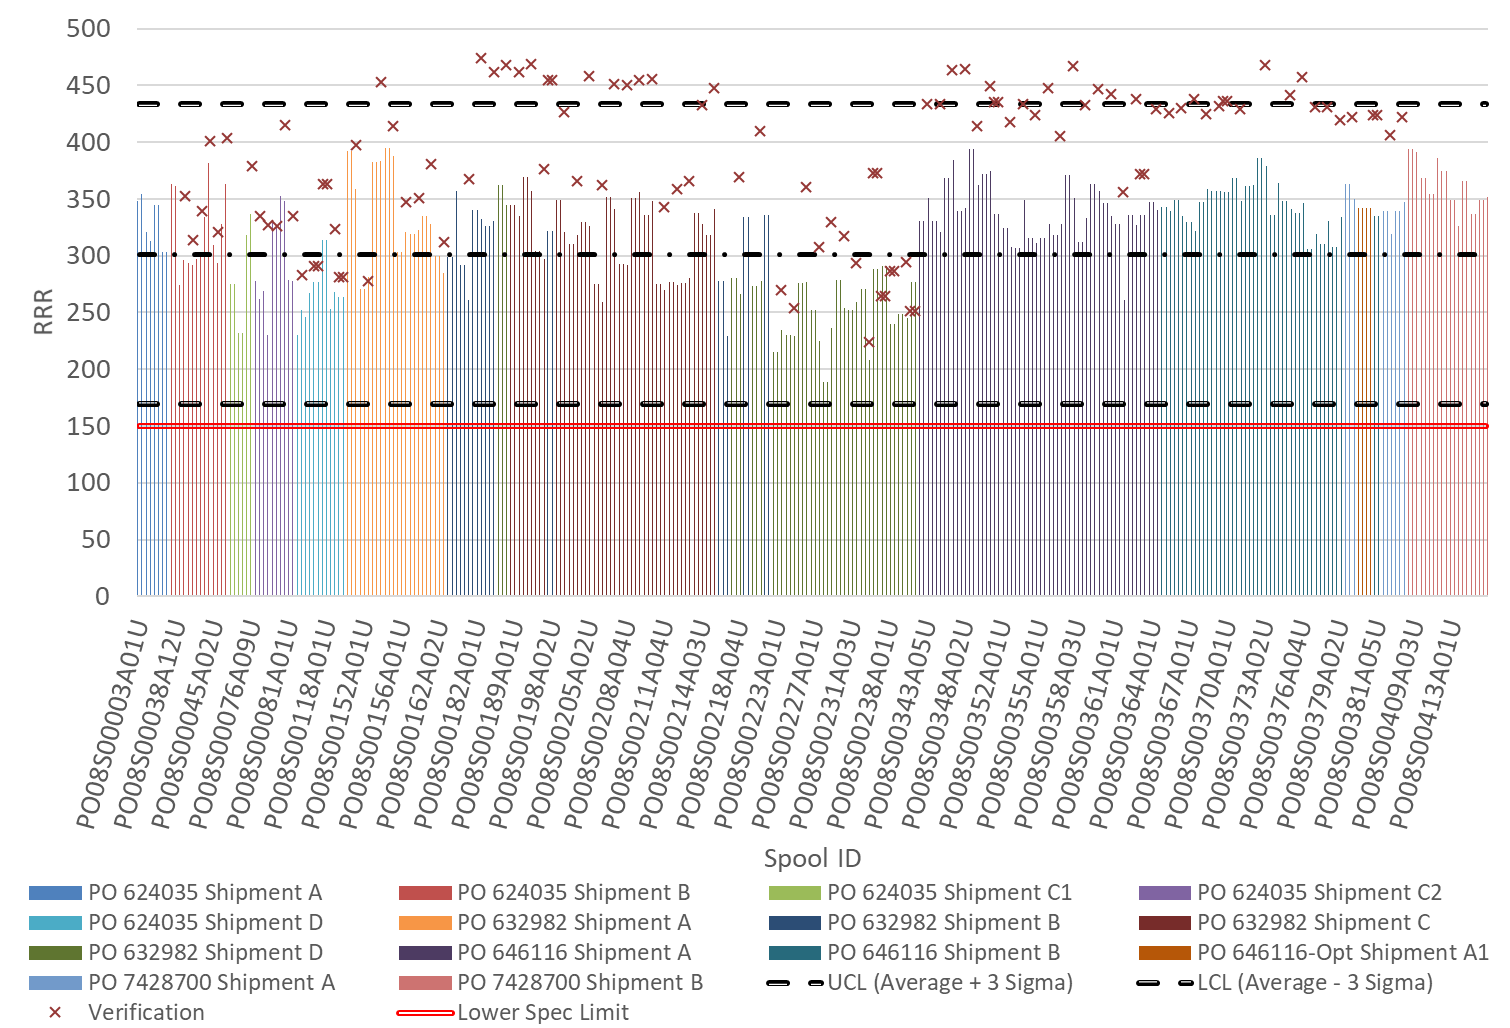 500
450
400
350
300
250
200
150
100
50
0
RRR
PO08S00003A01U
PO08S00038A12U
PO08S00045A02U
PO08S00076A09U
PO08S00081A01U
PO08S00118A01U
PO08S00152A01U
PO08S00156A01U
PO08S00162A02U
PO08S00182A01U
PO08S00189A01U
PO08S00198A02U
PO08S00205A02U
PO08S00208A04U
PO08S00211A04U
PO08S00214A03U
PO08S00218A04U
PO08S00223A01U
PO08S00227A01U
PO08S00231A03U
PO08S00238A01U
PO08S00343A05U
PO08S00348A02U
PO08S00352A01U
PO08S00355A01U
PO08S00358A03U
PO08S00361A01U
PO08S00364A01U
PO08S00367A01U
PO08S00370A01U
PO08S00373A02U
PO08S00376A04U
PO08S00379A02U
PO08S00381A05U
PO08S00409A03U
PO08S00413A01U
Spool ID
PO 624035 Shipment A
PO 624035 Shipment B
PO 624035 Shipment C1
PO 624035 Shipment C2
PO 624035 Shipment D
PO 632982 Shipment A
PO 632982 Shipment B
PO 632982 Shipment C
PO 632982 Shipment D
PO 646116 Shipment A
PO 646116 Shipment B
PO 646116-Opt Shipment A1
PO 7428700 Shipment A
PO 7428700 Shipment B
UCL (Average + 3 Sigma)
LCL (Average - 3 Sigma)
Verification
Lower Spec Limit